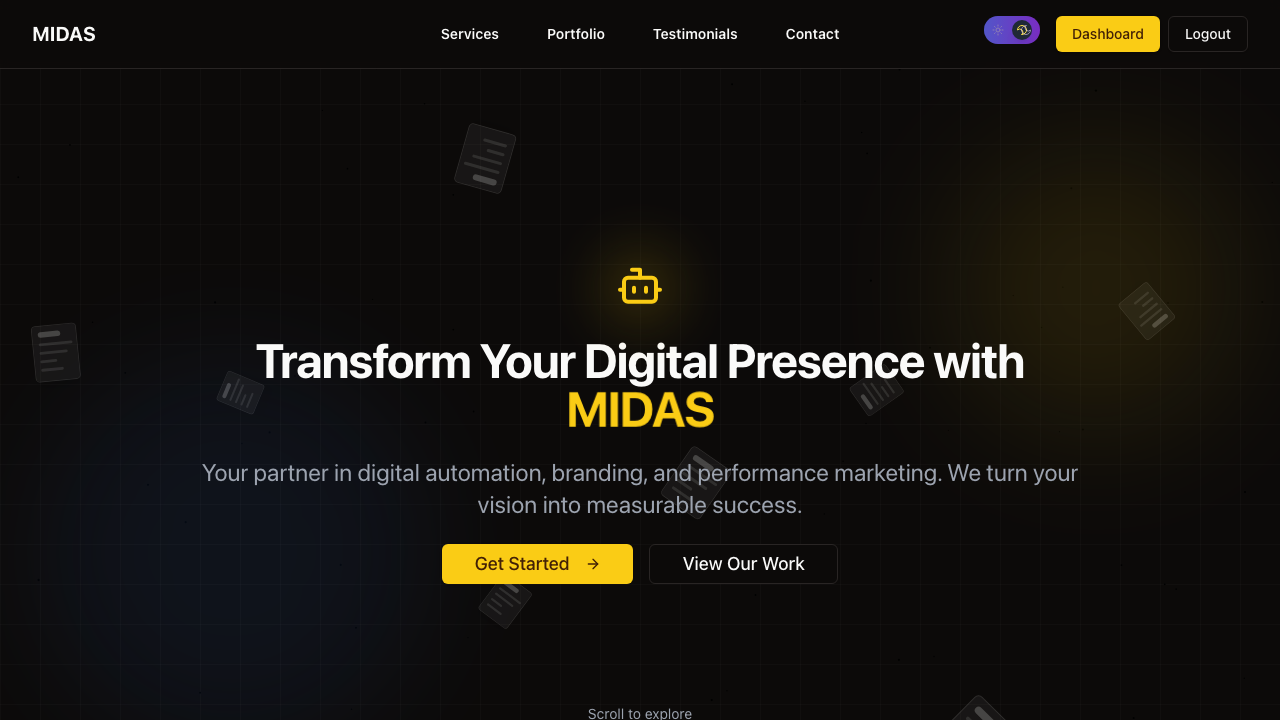 MIDAS
Services
Portfolio
Testimonials
Contact
Dashboard
Logout
Transform Your Digital Presence with
MIDAS
Your partner in digital automation, branding, and performance marketing. We turn your
vision into measurable success.
Get Started
View Our Work
Scroll to explore